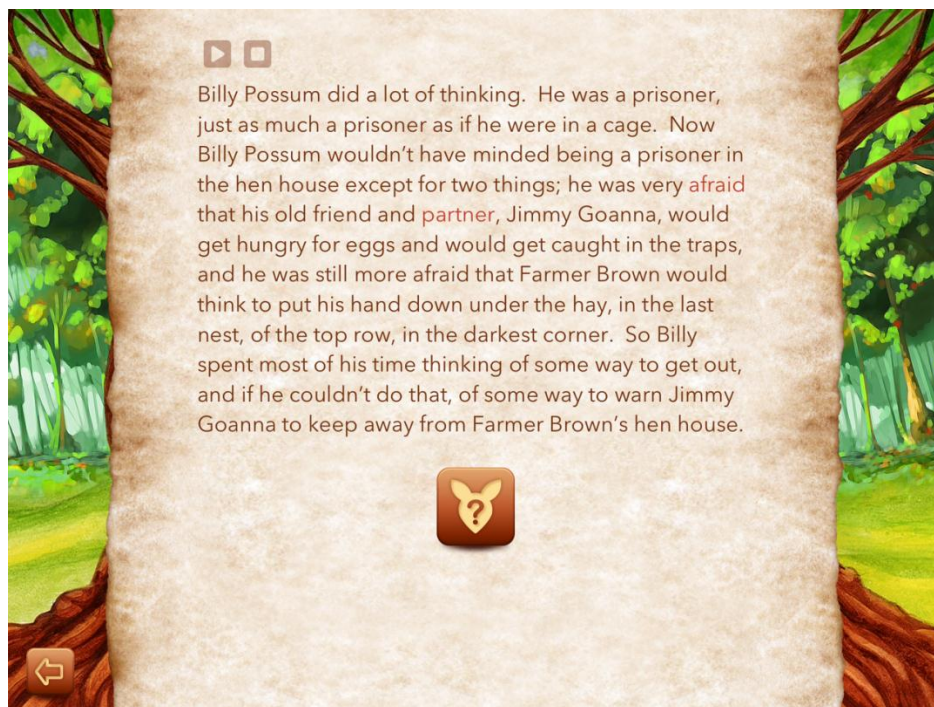 Billy Possum did a lot of thinking.  He was a prisoner,
just as much a prisoner as if he were in a cage.  Now
Billy Possum wouldn’t have minded being a prisoner in
the hen house except for two things; he was very afraid
that his old friend and partner, Jimmy Goanna, would
get hungry for eggs and would get caught in the traps,
and he was still more afraid that Farmer Brown would
think to put his hand down under the hay, in the last
nest, of the top row, in the darkest corner.  So Billy
spent most of his time thinking of some way to get out,
and if he couldn’t do that, of some way to warn Jimmy
Goanna to keep away from Farmer Brown’s hen house.
?